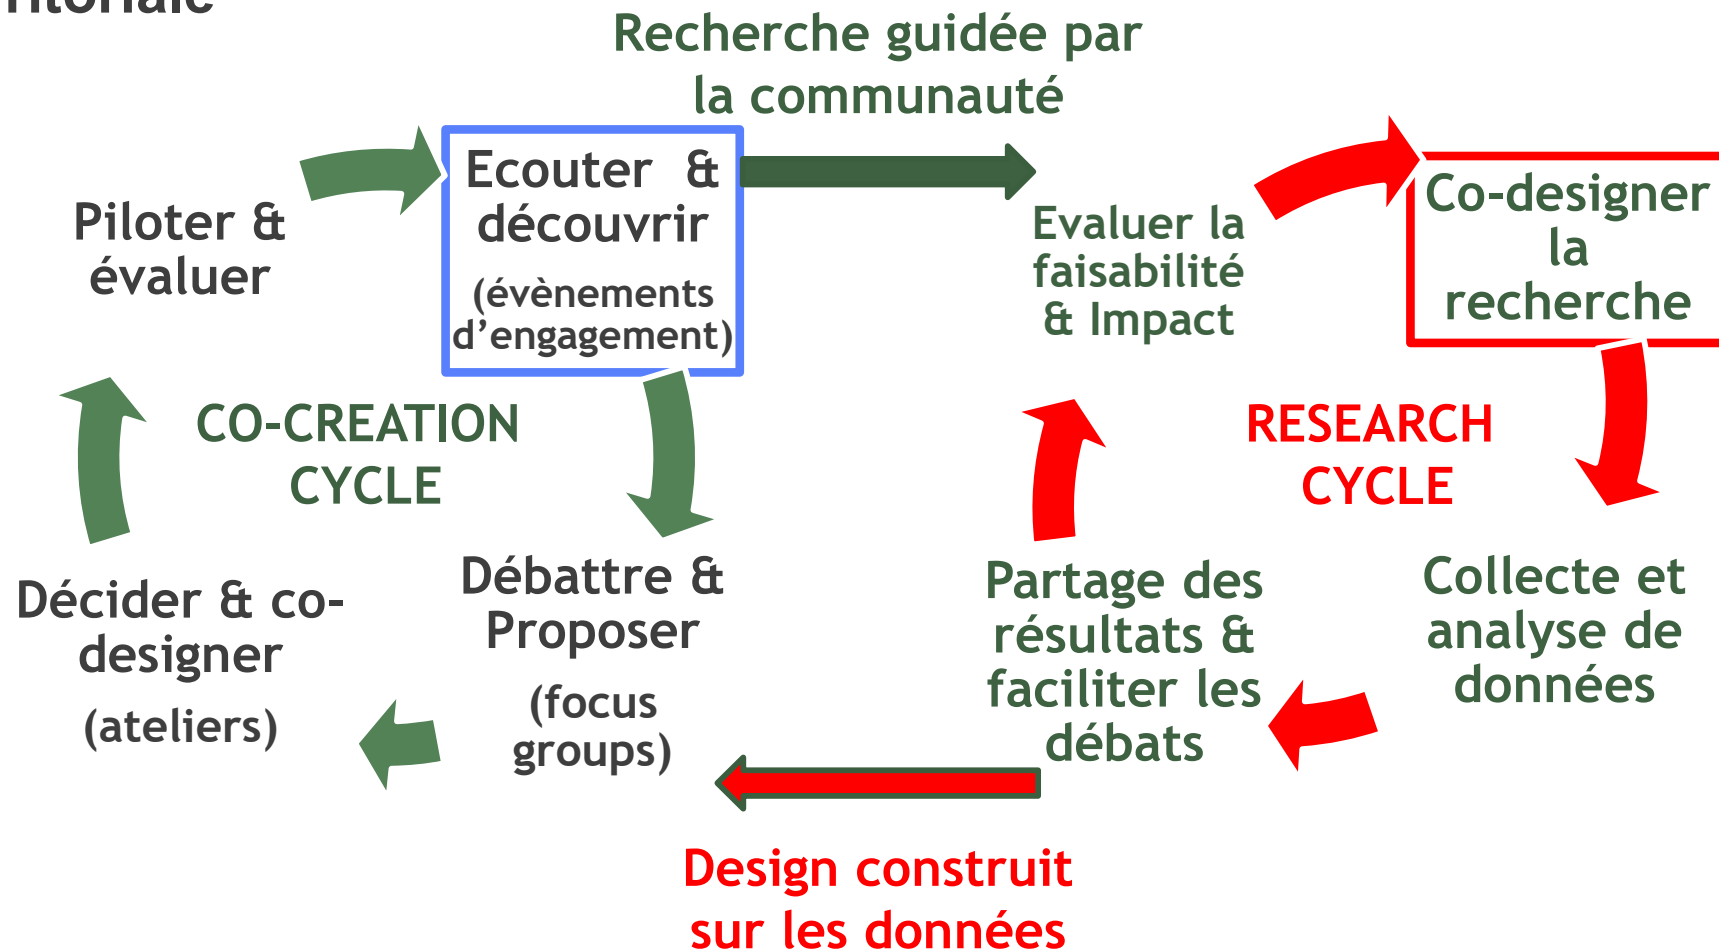 Recherche guidée par
la communauté
Ecouter & 
découvrir
(évènements
d’engagement)
Piloter &
évaluer
Evaluer la
faisabilité
& Impact
Co-designer
la
recherche
CO-CREATION
CYCLE
RESEARCH
CYCLE
Décider & co-
designer
(ateliers)
Débattre &
Proposer
(focus
groups)
Partage des
résultats &
faciliter les
débats
Collecte et
analyse de
données
Design construit
sur les données